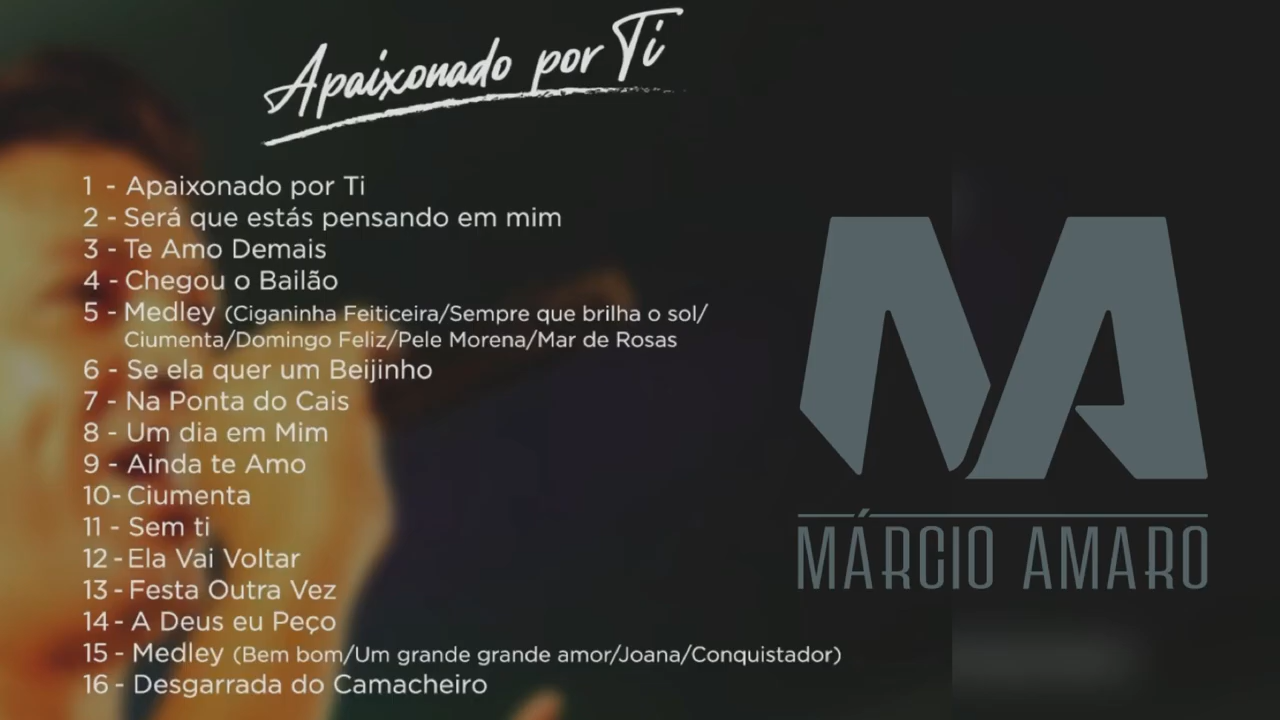 Apaixonado por Ti
1 - Apaixonado por Ti
2 - Será que estás pensando em mim
3 - Te Amo Demais
4 - Chegou o Bailão
5 - Medley (Ciganinha Feiticeira/Sempre que brilha o sol/
Ciumenta/Domingo Feliz/Pele Morena/Mar de Rosas
6 - Se ela quer um Beijinho
7 - Na Ponta do Cais
8 - Um dia em Mim
9 - Ainda te Amo
10- Ciumenta
11 - Sem ti
12 - Ela Vai Voltar
13 - Festa Outra Vez
14 - A Deus eu Peço
15 - Medley (Bem bom/Um grande grande amor/Joana/Conquistador)
16 - Desgarrada do Camacheiro
MA
MÁRCIO AMARO